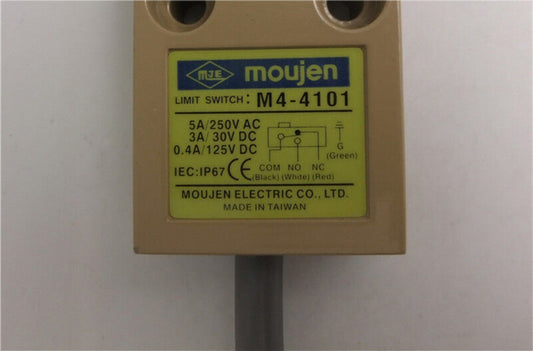 MJE moujen
LIMIT SWITCH: M4-4101
5A/250V AC
3A/30V DC
0.4A/125V DC
G
(Green)
COM NO NC
(Black) (White) (Red)
IEC:IP67 CE
MOUJEN ELECTRIC CO., LTD.
MADE IN TAIWAN